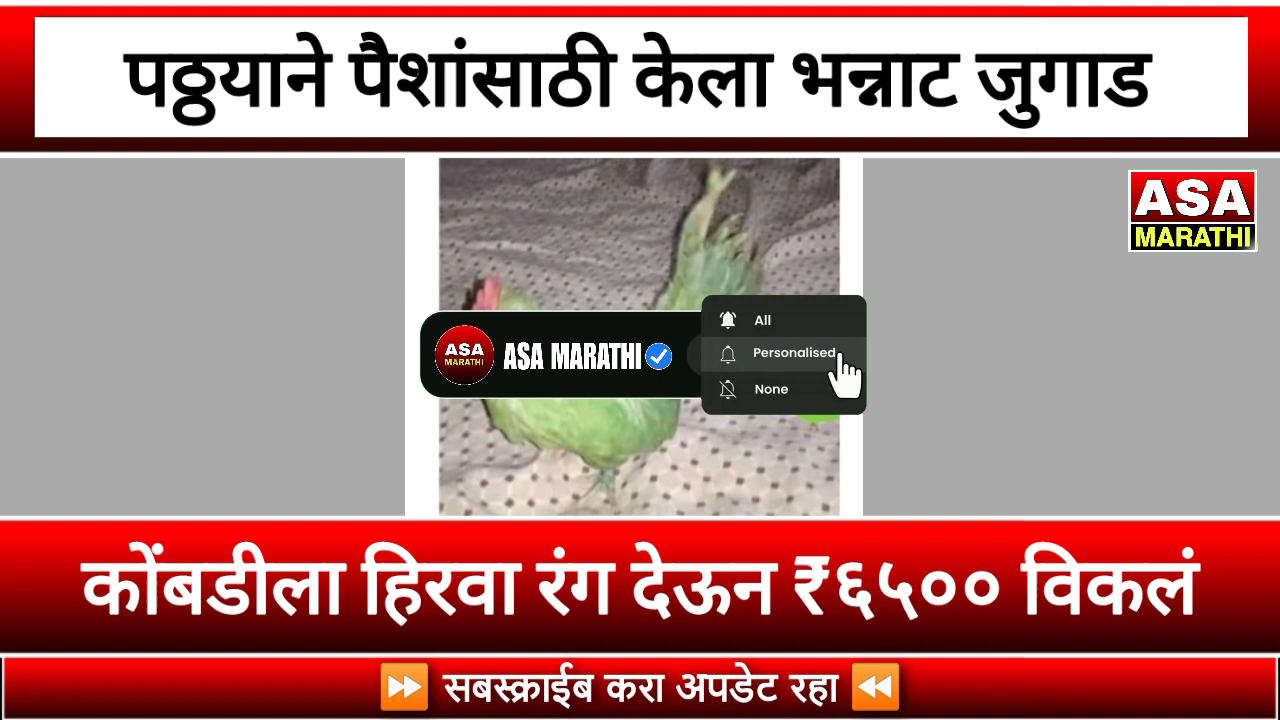 पठ्ठयाने पैशांसाठी केला भन्नाट जुगाड
ASA
MARATHI
All
ASA
MARATHI
ASA MARATHI
Personalised
None
कोंबडीला हिरवा रंग देऊन ₹६५०० विकलं
सबस्क्राईब करा अपडेट रहा